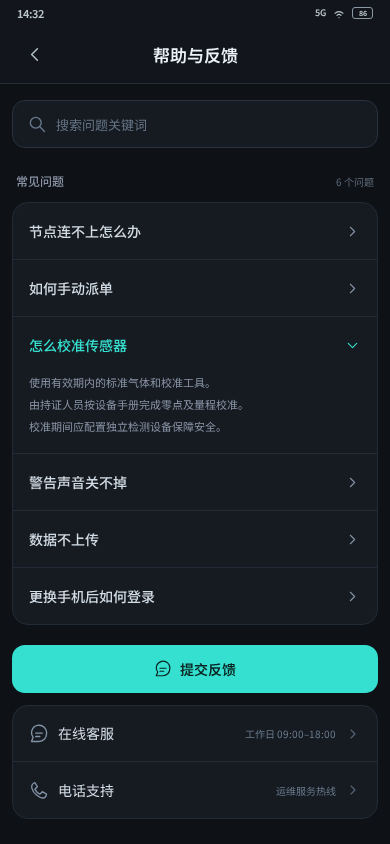 14:32
5G
86
帮助与反馈
搜索问题关键词
常见问题
6 个问题
节点连不上怎么办
如何手动派单
怎么校准传感器
使用有效期内的标准气体和校准工具。
由持证人员按设备手册完成零点及量程校准。
校准期间应配置独立检测设备保障安全。
警告声音关不掉
数据不上传
更换手机后如何登录
提交反馈
在线客服
工作日 09:00–18:00
电话支持
运维服务热线